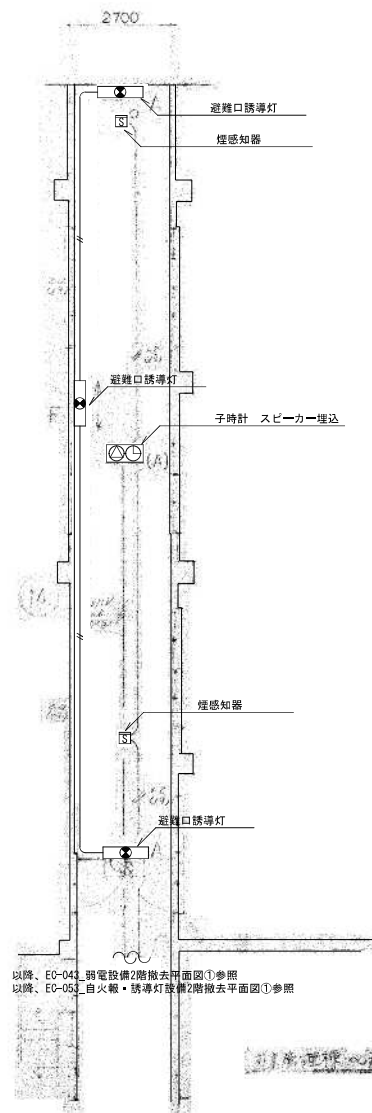 2700
避難口誘導灯
A
S
煙感知器
避難口誘導灯
F
子時計 スピーカー埋込
(A)
煙感知器
S
避難口誘導灯
A
以降、EC-043_弱電設備2階撤去平面図①参照
以降、EC-053_自火報・誘導灯設備2階撤去平面図①参照